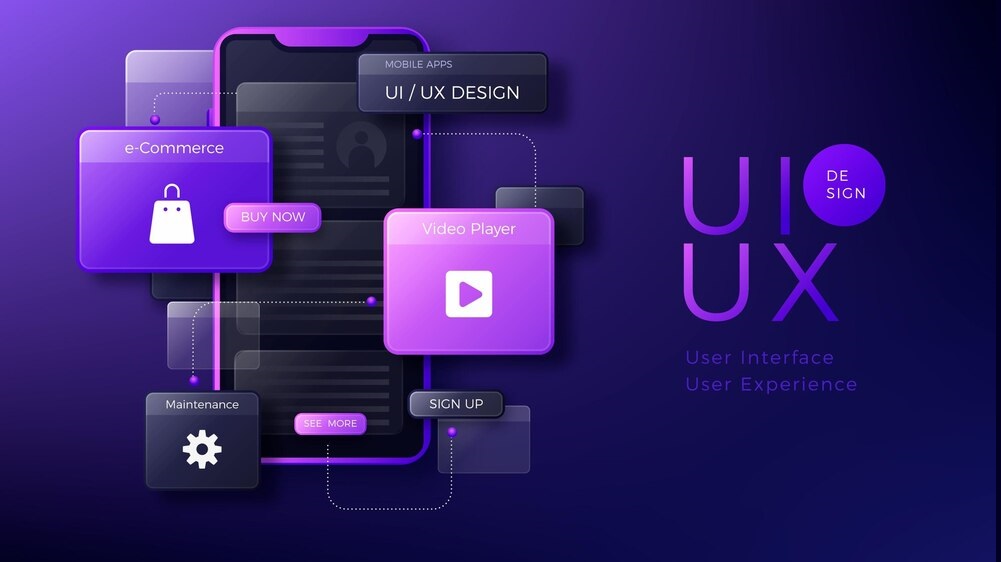 MOBILE APPS
UI / UX DESIGN
e-Commerce
BUY NOW
Video Player
Maintenance
SEE MORE
SIGN UP
UI
DE
SIGN
UX
User Interface
User Experience